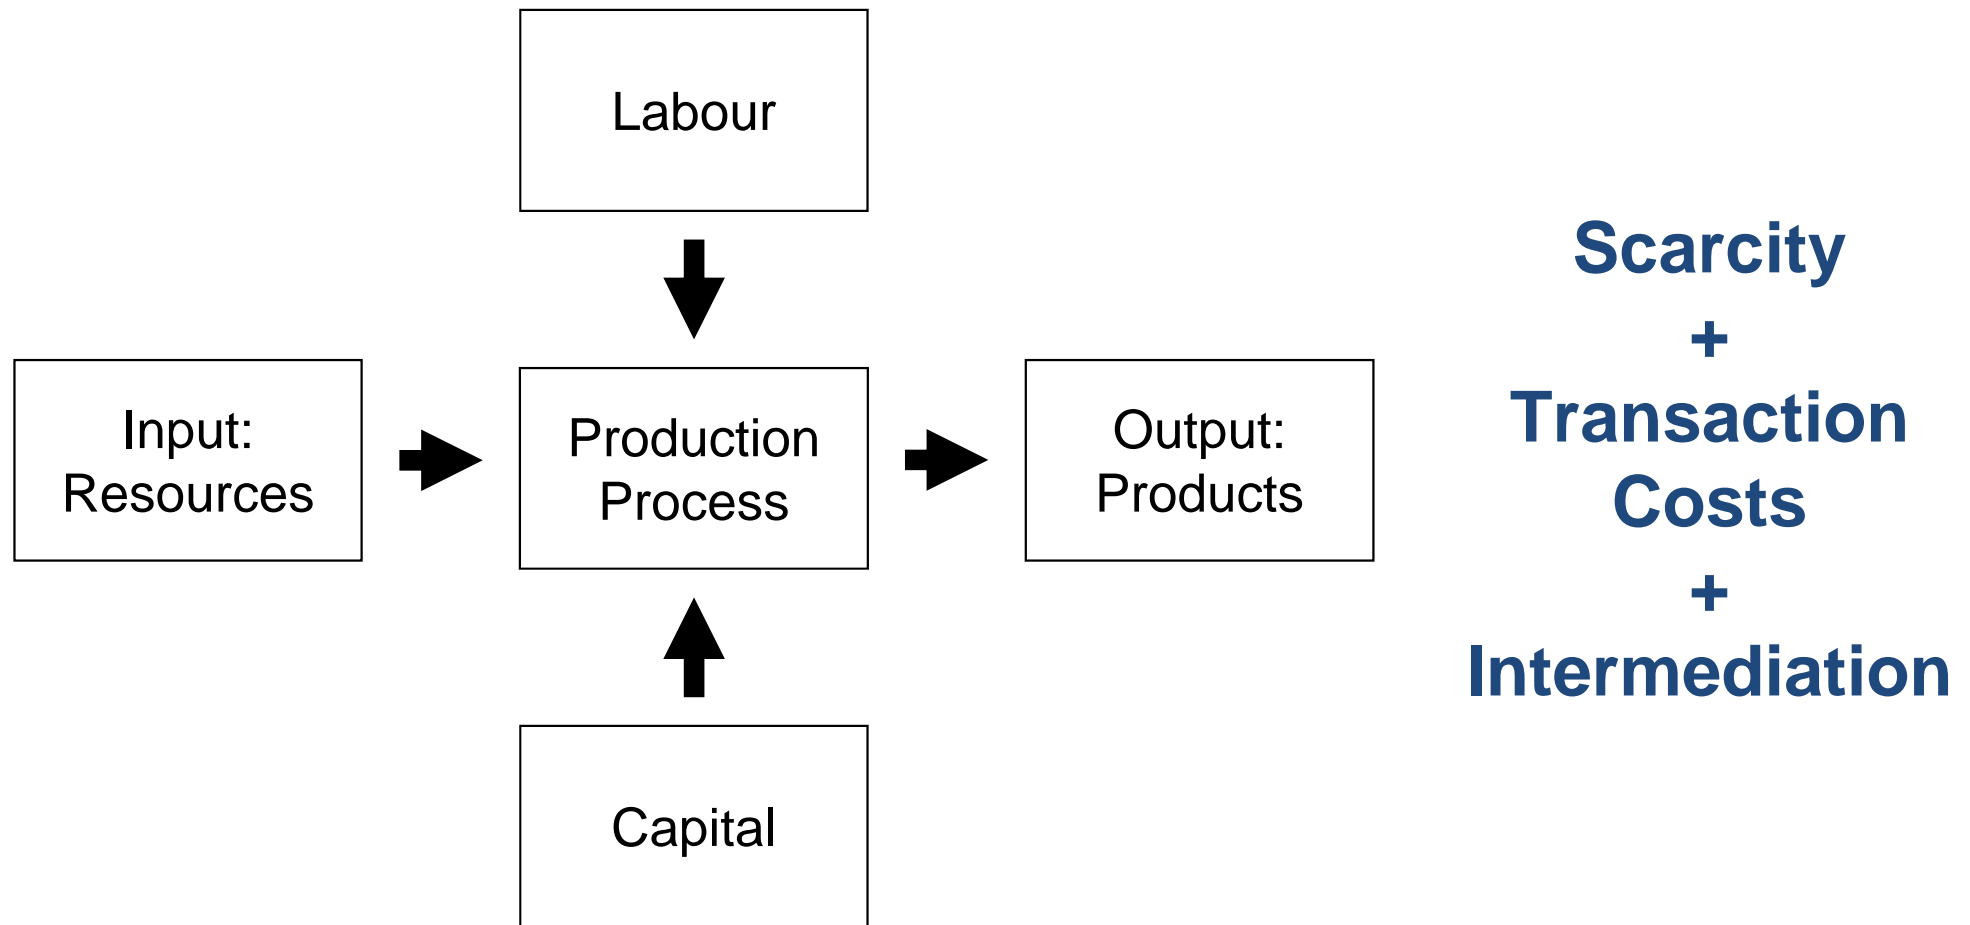 Labour
Input:
Resources
Production
Process
Output:
Products
Capital
Scarcity
+
Transaction
Costs
+
Intermediation